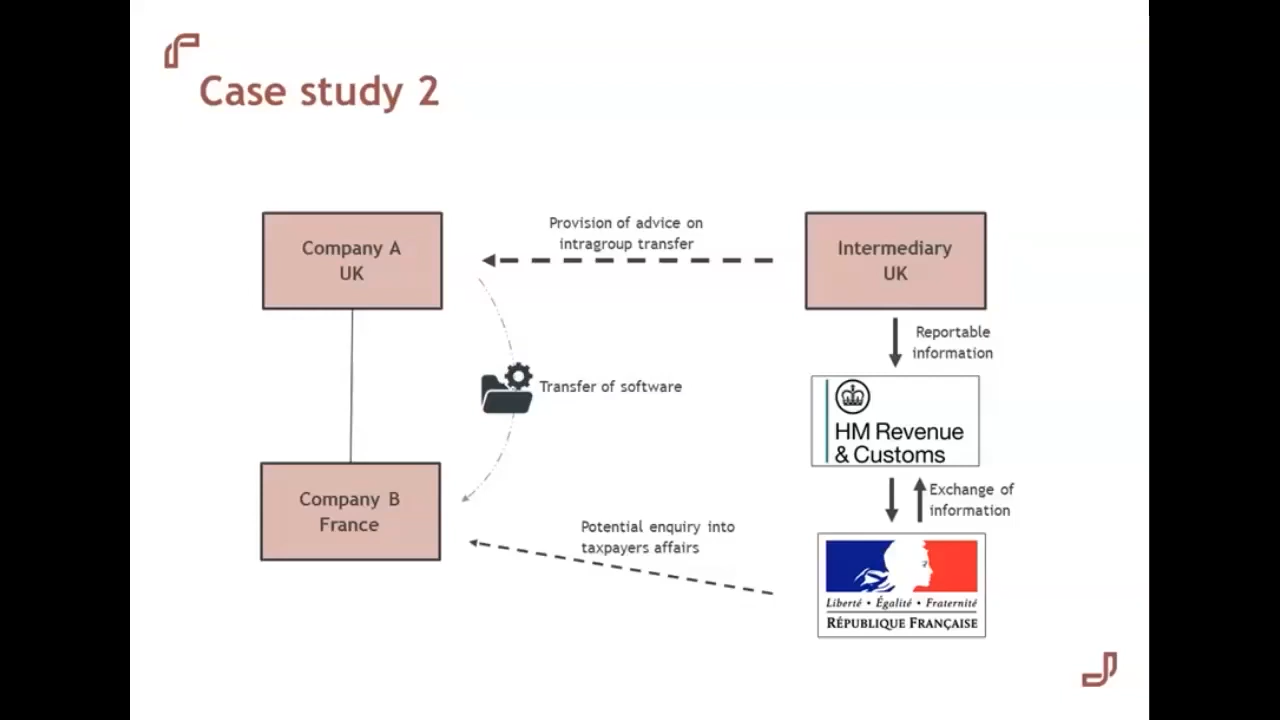 Case study 2
Company A
UK
Provision of advice on
intragroup transfer
Intermediary
UK
Reportable
information
Transfer of software
HM Revenue
& Customs
Company B
France
Exchange of
information
Potential enquiry into
taxpayers affairs
Liberté • Égalité • Fraternité
RÉPUBLIQUE FRANÇAISE